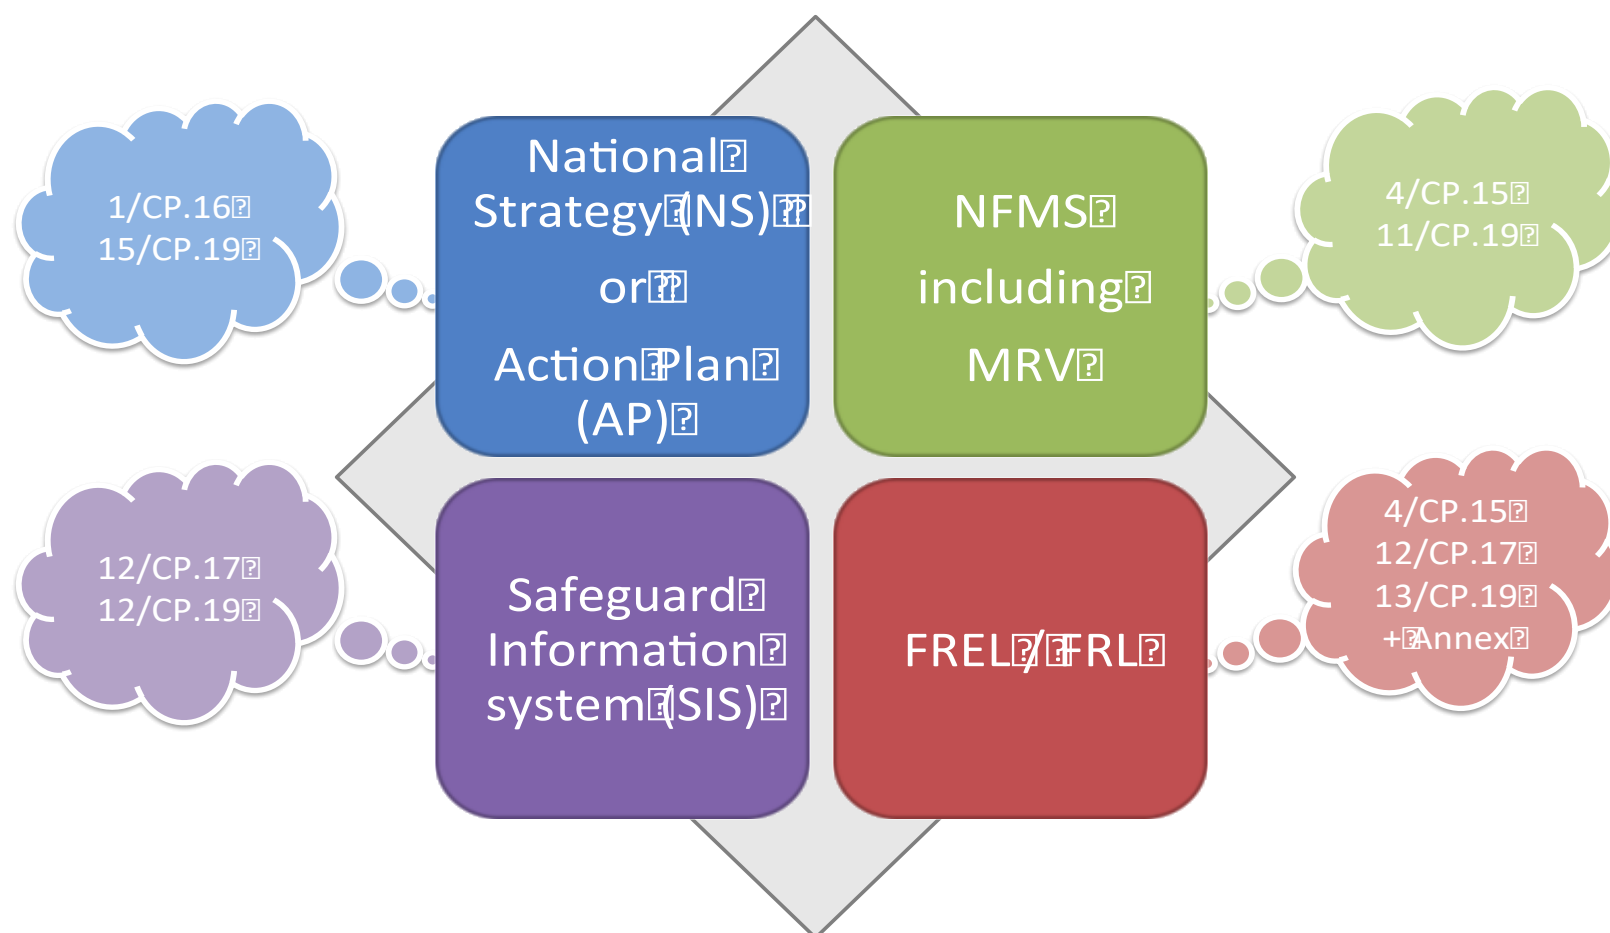 1/CP.16
15/CP.19
National
Strategy (NS)
or
Action Plan
(AP)
NFMS
including
MRV
4/CP.15
11/CP.19
12/CP.17
12/CP.19
Safeguard
Information
system (SIS)
FREL / FRL
4/CP.15
12/CP.17
13/CP.19
+ Annex